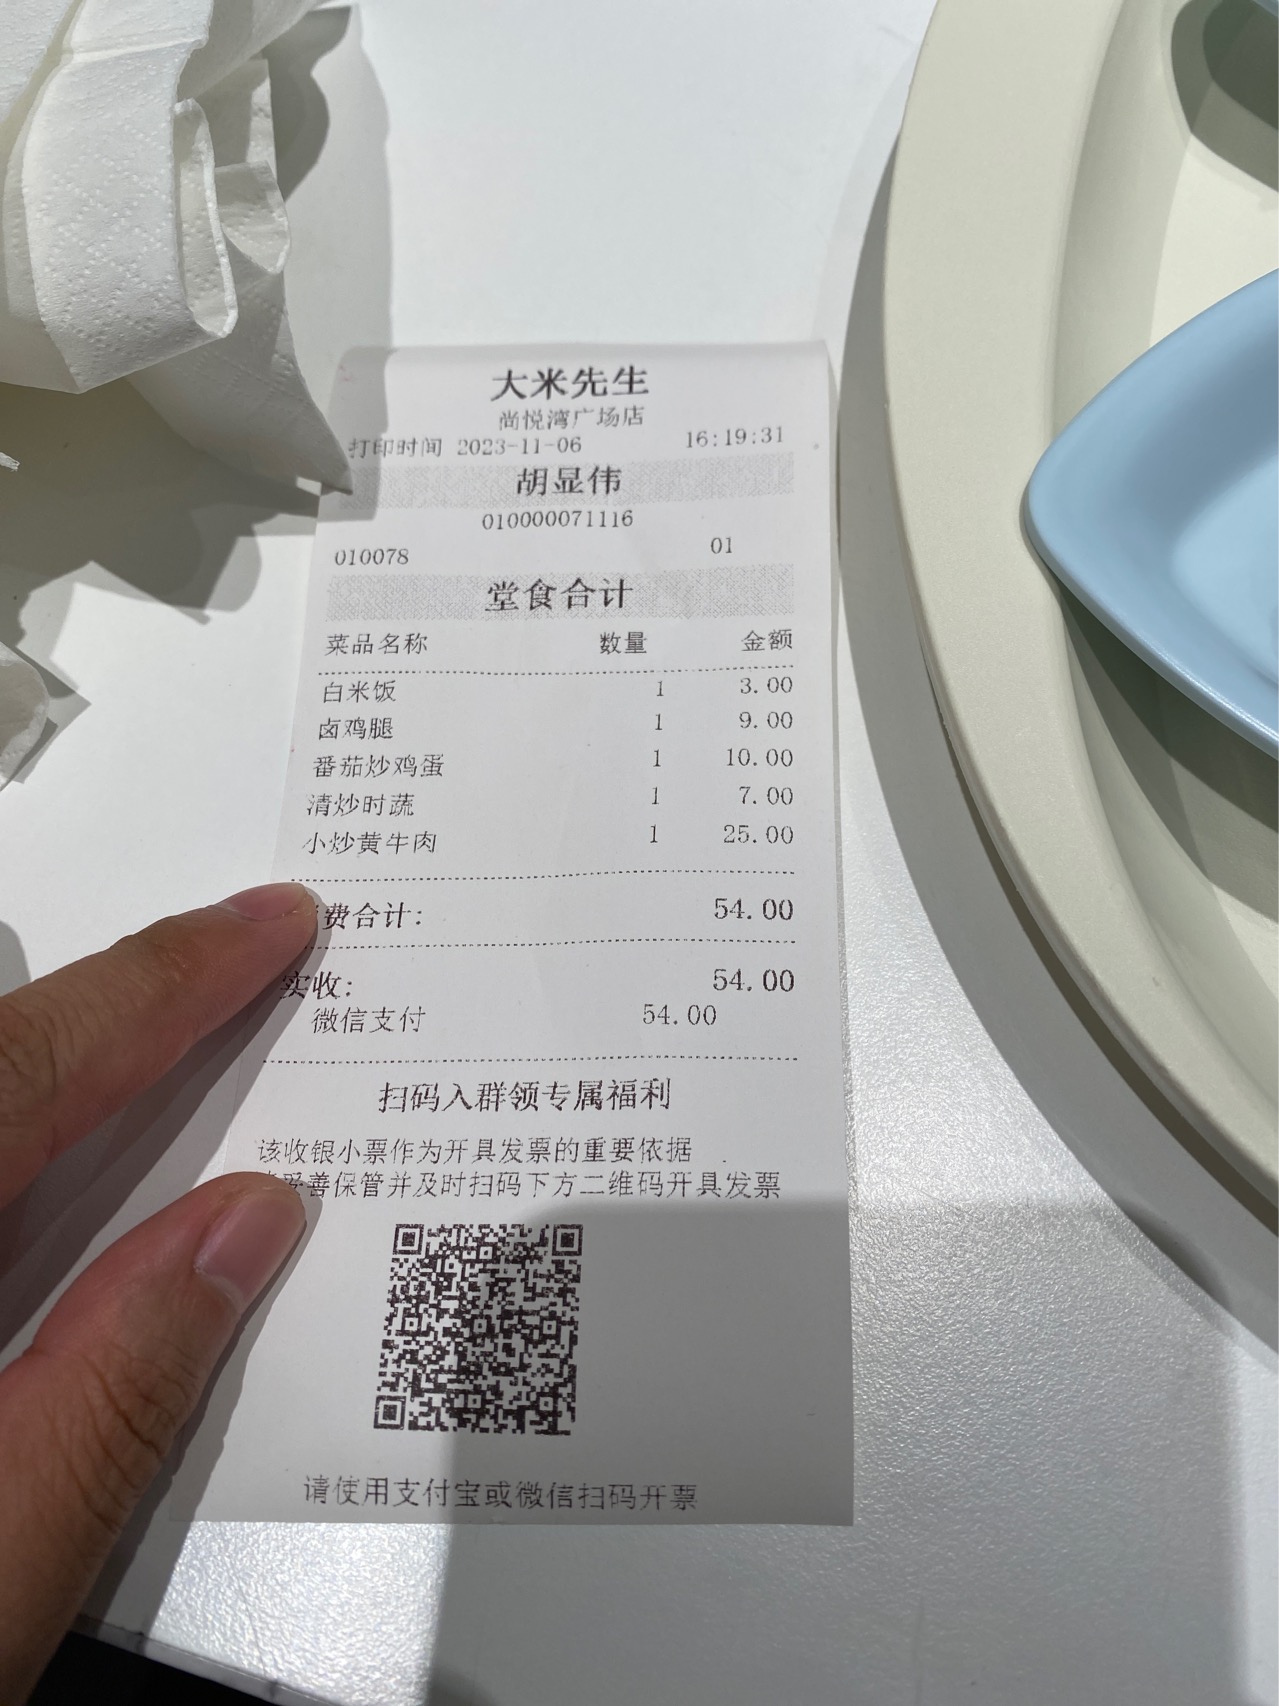 大米先生
尚悦湾广场店
打印时间 2023-11-06 16:19:31
胡显伟
010000071116
010078 01
堂食合计
菜品名称 数量 金额
白米饭 1 3.00
卤鸡腿 1 9.00
番茄炒鸡蛋 1 10.00
清炒时蔬 1 7.00
小炒黄牛肉 1 25.00
费合计: 54.00
实收: 54.00
微信支付 54.00
扫码入群领专属福利
该收银小票作为开具发票的重要依据
善保管并及时扫码下方二维码开具发票
请使用支付宝或微信扫码开票